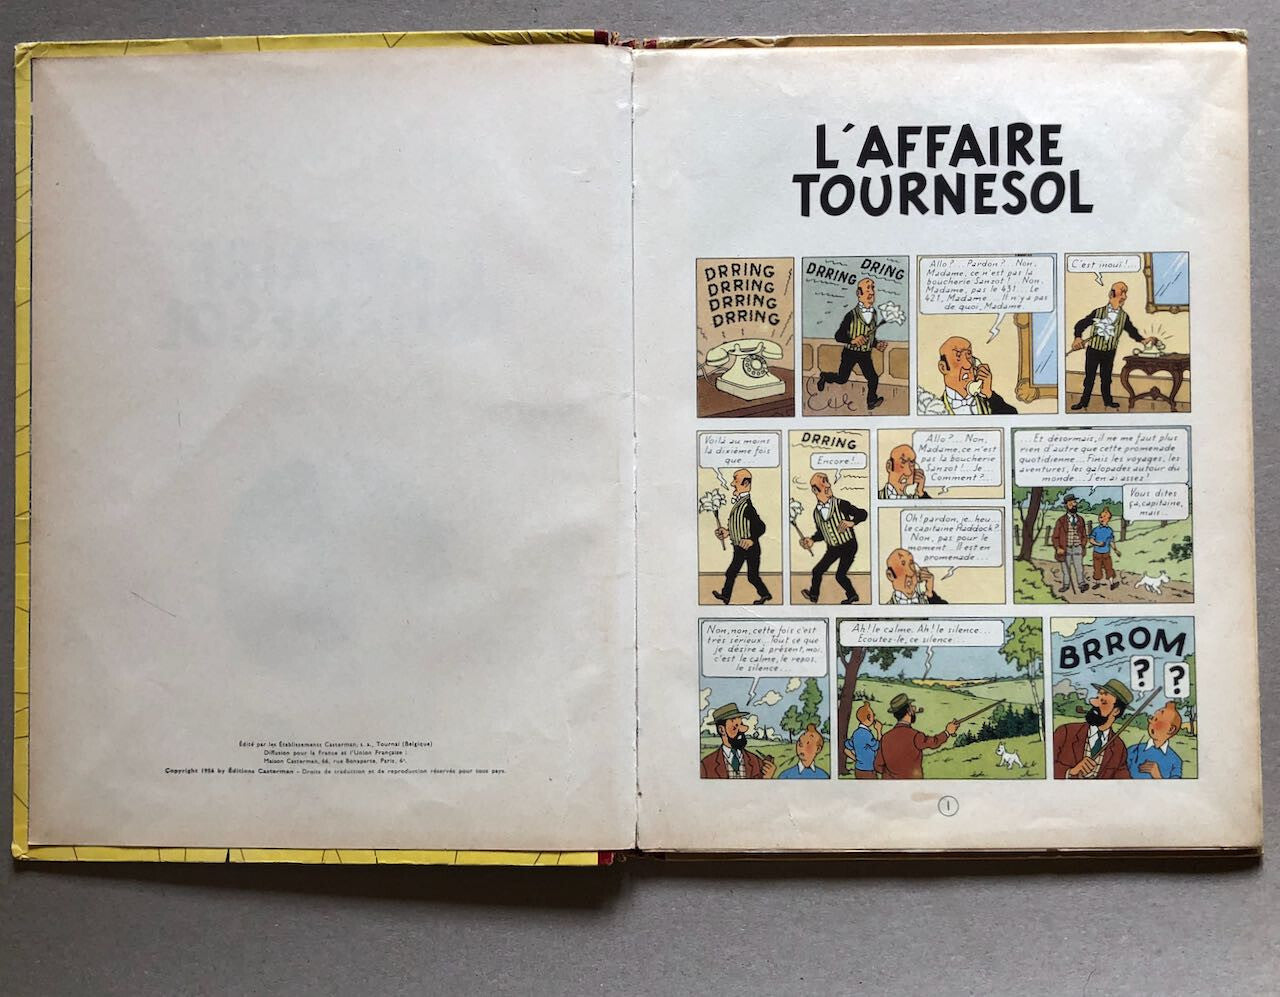 Édité par les Établissements Casterman, s. a., Tournai (Belgique)
Diffusion pour la France et l'Union Française :
Maison Casterman, 66, rue Bonaparte, Paris, 6e.
Copyright 1956 by Éditions Casterman - Droits de traduction et de reproduction réservés pour tous pays.
L'AFFAIRE
TOURNESOL
DRRING
DRRING
DRRING
DRRING
DRRING
DRING
Allo ?... Pardon ?... Non,
Madame, ce n'est pas la
boucherie Sanzot !... Non,
Madame, pas le 431... Le
421, Madame... Il n'y a pas
de quoi, Madame.
C'est inouï !...
Voilà au moins
la dixième fois
que...
DRRING
Encore !..
Allo ?... Non,
Madame, ce n'est
pas la boucherie
Sanzot !... Je...
Comment ?...
Oh ! pardon, je... heu...
le capitaine Haddock ?
Non, pas pour le
moment... Il est en
promenade...
...Et désormais, il ne me faut plus
rien d'autre que cette promenade
quotidienne... Finis les voyages, les
aventures, les galopades autour du
monde... J'en ai assez !
Vous dites
ça, capitaine,
mais...
Non, non, cette fois c'est
très sérieux... Tout ce que
je désire à présent, moi,
c'est le calme, le repos,
le silence...
Ah ! le calme. Ah ! le silence...
Ecoutez-le, ce silence...
BRROM
?
?
1